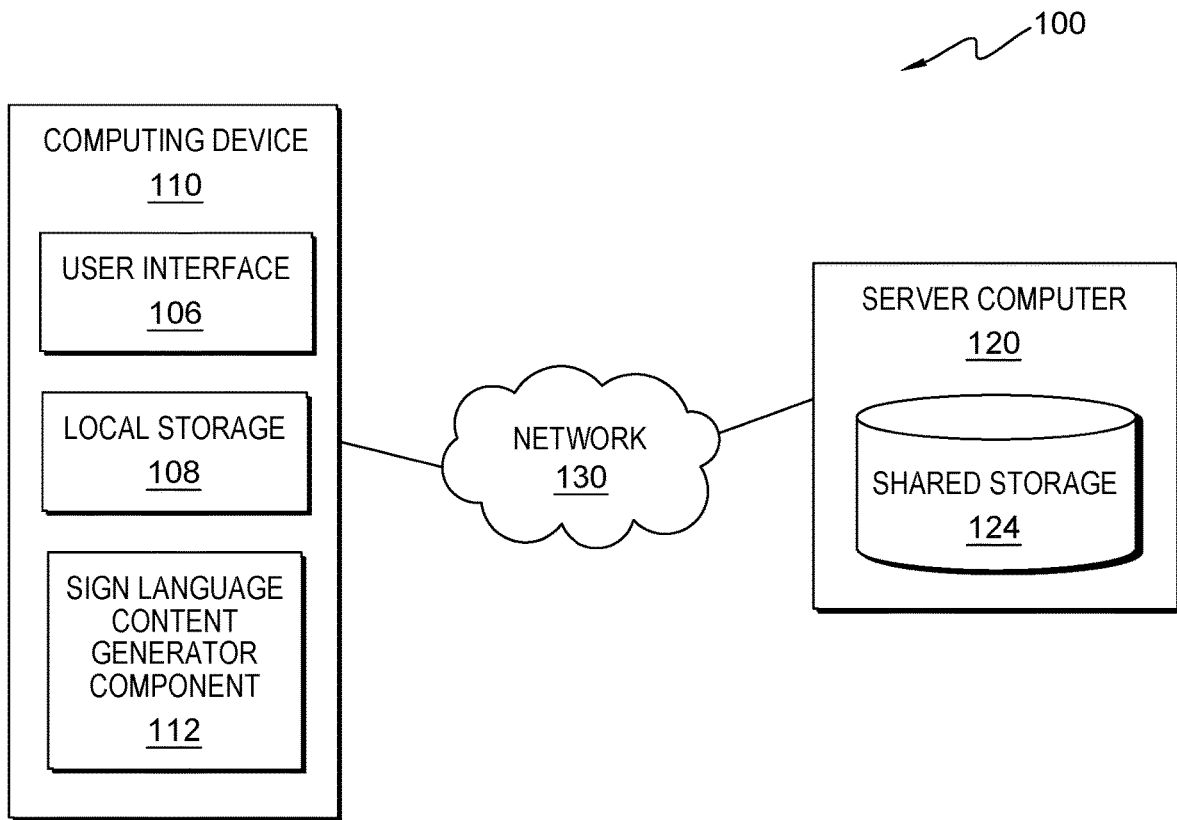 100
COMPUTING DEVICE
110
USER INTERFACE
106
LOCAL STORAGE
108
SIGN LANGUAGE
CONTENT
GENERATOR
COMPONENT
112
NETWORK
130
SERVER COMPUTER
120
SHARED STORAGE
124